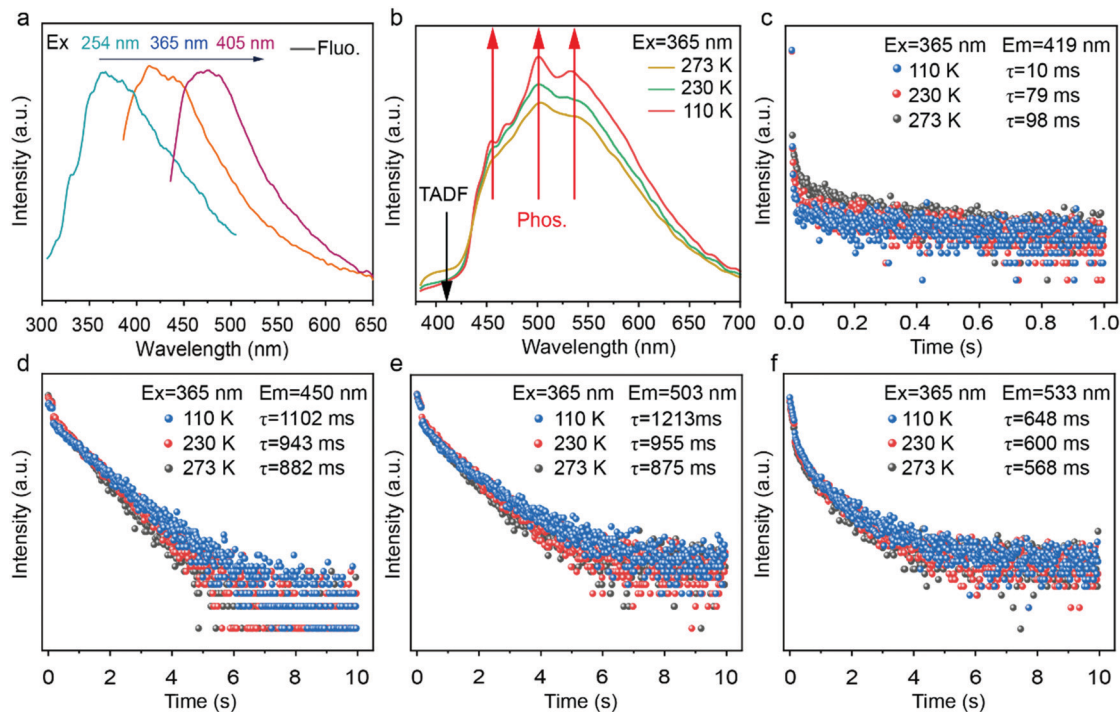 a
Ex 254 nm 365 nm 405 nm Fluo.
Intensity (a.u.)
300 350 400 450 500 550 600 650
Wavelength (nm)
b
Ex=365 nm
273 K
230 K
110 K
TADF
Phos.
Intensity (a.u.)
400 450 500 550 600 650 700
Wavelength (nm)
c
Ex=365 nm Em=419 nm
110 K τ=10 ms
230 K τ=79 ms
273 K τ=98 ms
Intensity (a.u.)
0.0 0.2 0.4 0.6 0.8 1.0
Time (s)
d
Ex=365 nm Em=450 nm
110 K τ=1102 ms
230 K τ=943 ms
273 K τ=882 ms
Intensity (a.u.)
0 2 4 6 8 10
Time (s)
e
Ex=365 nm Em=503 nm
110 K τ=1213ms
230 K τ=955 ms
273 K τ=875 ms
Intensity (a.u.)
0 2 4 6 8 10
Time (s)
f
Ex=365 nm Em=533 nm
110 K τ=648 ms
230 K τ=600 ms
273 K τ=568 ms
Intensity (a.u.)
0 2 4 6 8 10
Time (s)